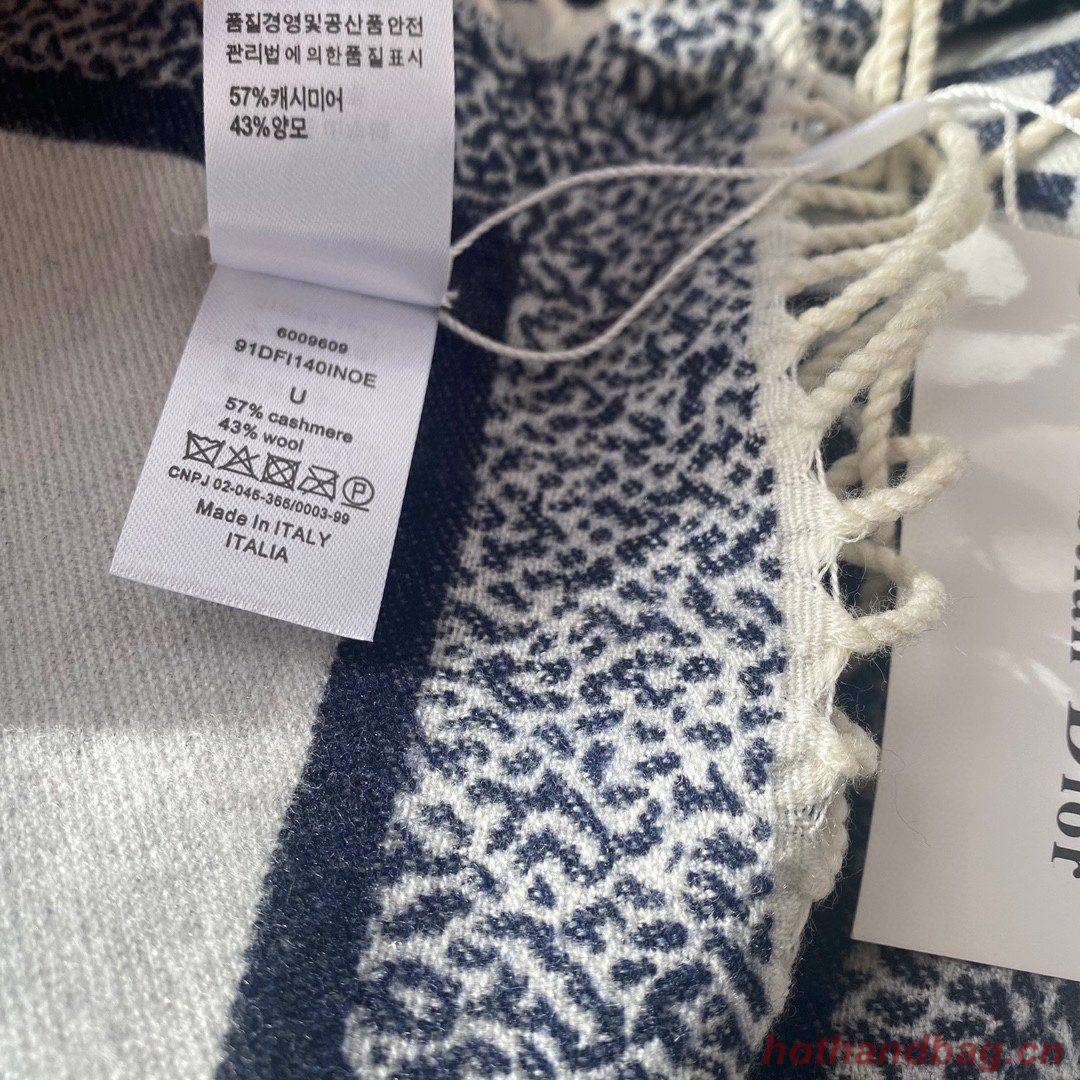 품질경영및공산품안전
관리법에의한품질표시
57%캐시미어
43%양모
6009609
91DFI140INOE
U
57% cashmere
43% wool
P
CNPJ 02-046-366/0003-99
Made in ITALY
ITALIA
Dior
hothandbag.cn